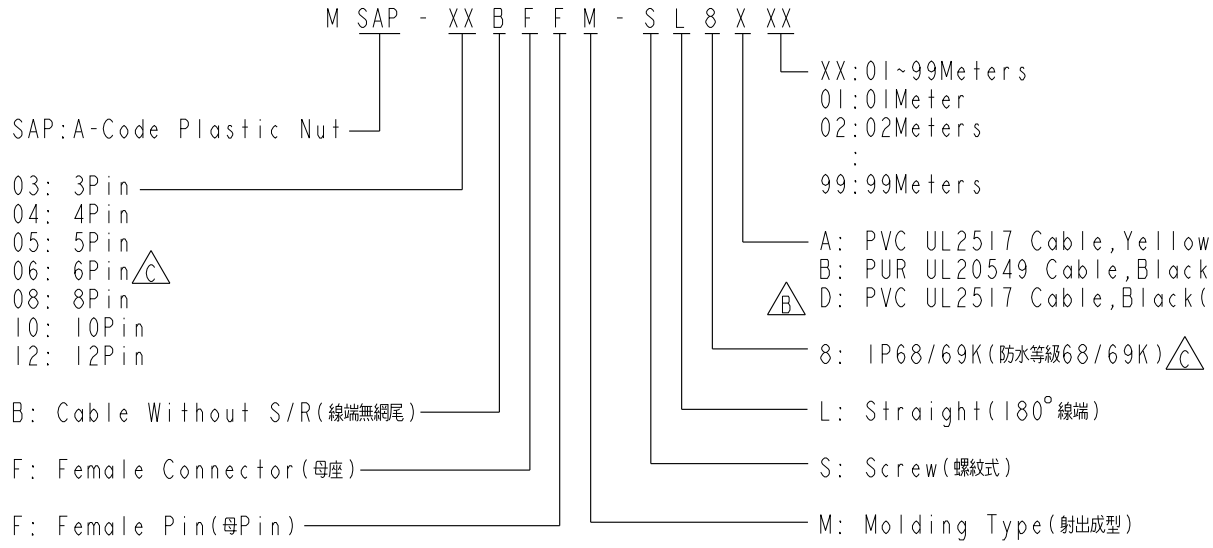 M SAP - XX B F F M - S L 8 X XX
SAP:A-Code Plastic Nut
03: 3Pin
04: 4Pin
05: 5Pin
06: 6Pin C
08: 8Pin
10: 10Pin
12: 12Pin
B: Cable Without S/R(線端無網尾)
F: Female Connector(母座)
F: Female Pin(母Pin)
XX:01~99Meters
01:01Meter
02:02Meters
:
99:99Meters
A: PVC UL2517 Cable,Yellow
B: PUR UL20549 Cable,Black
B D: PVC UL2517 Cable,Black(
8: IP68/69K(防水等級68/69K) C
L: Straight(180°線端)
S: Screw(螺紋式)
M: Molding Type(射出成型)